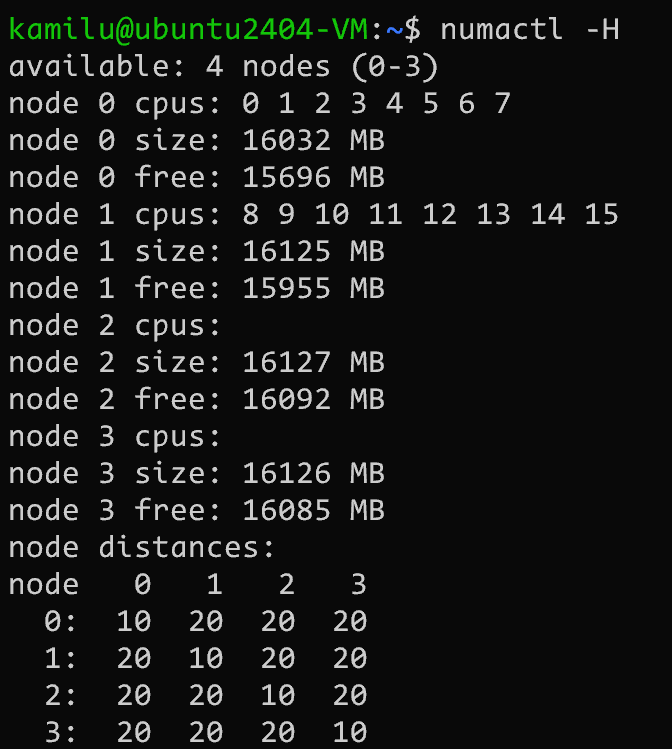 kamilu@ubuntu2404-VM:~$ numactl -H
available: 4 nodes (0-3)
node 0 cpus: 0 1 2 3 4 5 6 7
node 0 size: 16032 MB
node 0 free: 15696 MB
node 1 cpus: 8 9 10 11 12 13 14 15
node 1 size: 16125 MB
node 1 free: 15955 MB
node 2 cpus:
node 2 size: 16127 MB
node 2 free: 16092 MB
node 3 cpus:
node 3 size: 16126 MB
node 3 free: 16085 MB
node distances:
node   0   1   2   3
  0:  10  20  20  20
  1:  20  10  20  20
  2:  20  20  10  20
  3:  20  20  20  10